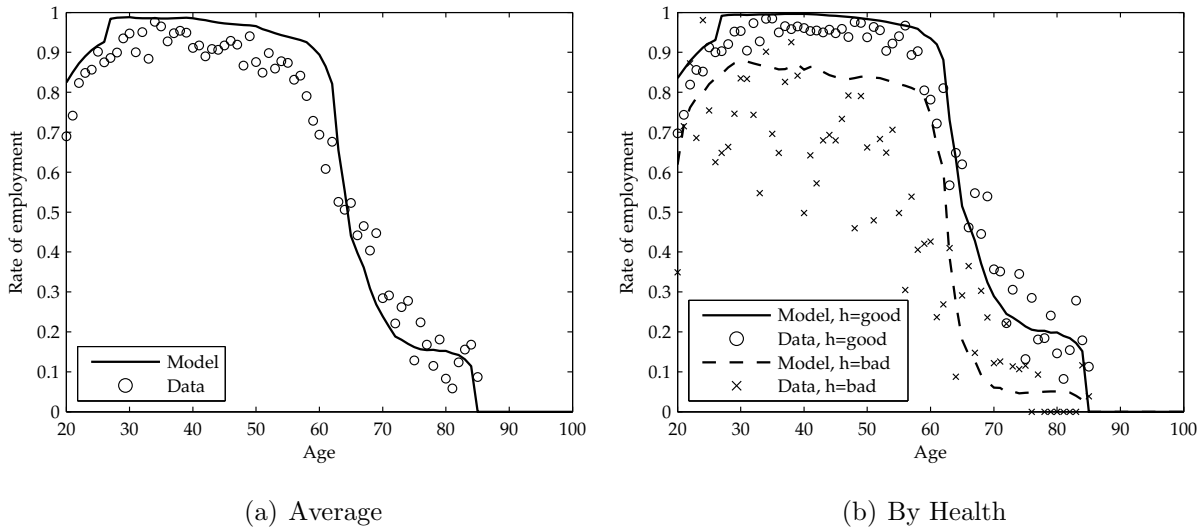 1
0.9
0.8
0.7
0.6
0.5
0.4
0.3
0.2
0.1
0
Rate of employment
Model
Data
20 30 40 50 60 70 80 90 100
Age
(a) Average
1
0.9
0.8
0.7
0.6
0.5
0.4
0.3
0.2
0.1
0
Rate of employment
Model, h=good
Data, h=good
Model, h=bad
Data, h=bad
20 30 40 50 60 70 80 90 100
Age
(b) By Health